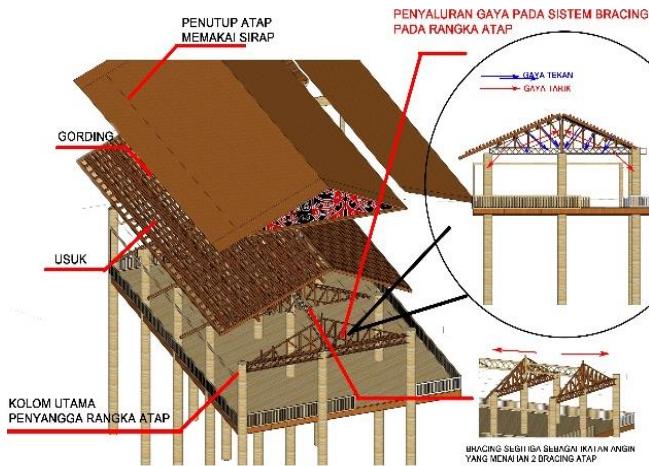 PENUTUP ATAP
MEMAKAI SIRAP
PENYALURAN GAYA PADA SISTEM BRACING
PADA RANGKA ATAP
GAYA TEKAN
GAYA TARIK
GORDING
USUK
KOLOM UTAMA
PENYANGGA RANGKA ATAP
BRACING SEGITIGA SEBAGAI IKATAN ANGIN
YANG MENAHAN 2 BRACING ATAP